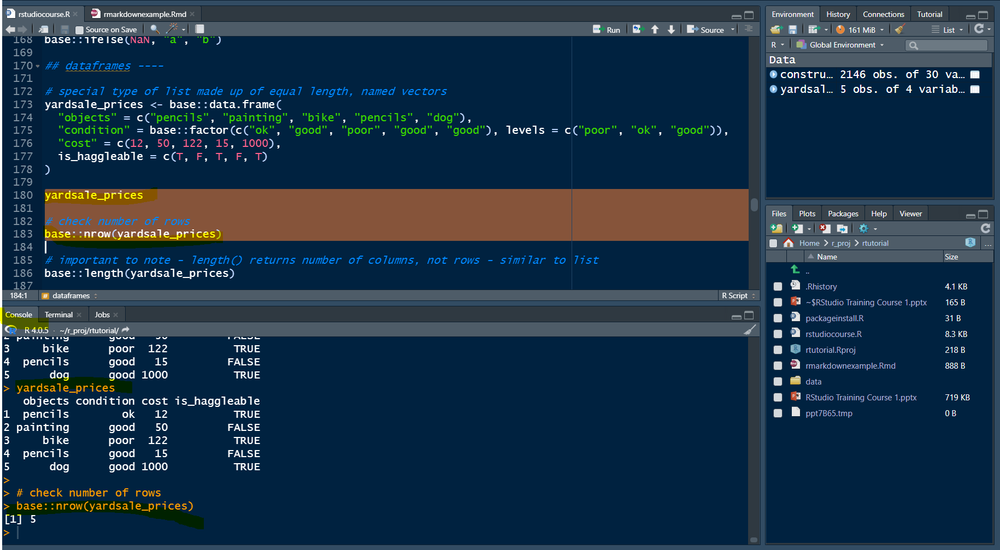 rstudiocourse.R
rmarkdownexample.Rmd
Source on Save
Run
Source
168 base::ifelse(NaN, "a", "b")
169
170 ## dataframes ----
171
172 # special type of list made up of equal length, named vectors
173 yardsale_prices <- base::data.frame(
174 "objects" = c("pencils", "painting", "bike", "pencils", "dog"),
175 "condition" = base::factor(c("ok", "good", "poor", "good", "good"), levels = c("poor", "ok", "good")),
176 "cost" = c(12, 50, 122, 15, 1000),
177 is_haggleable = c(T, F, T, F, T)
178 )
179
180 yardsale_prices
181
182 # check number of rows
183 base::nrow(yardsale_prices)
184
185 # important to note - length() returns number of columns, not rows - similar to list
186 base::length(yardsale_prices)
187
184:1 # dataframes R Script
Console Terminal Jobs
R 4.0.5 · ~/r_proj/rtutorial/
2 painting good 50 FALSE
3 bike poor 122 TRUE
4 pencils good 15 FALSE
5 dog good 1000 TRUE
> yardsale_prices
objects condition cost is_haggleable
1 pencils ok 12 TRUE
2 painting good 50 FALSE
3 bike poor 122 TRUE
4 pencils good 15 FALSE
5 dog good 1000 TRUE
>
> # check number of rows
> base::nrow(yardsale_prices)
[1] 5
>
Environment History Connections Tutorial
161 MiB List
R Global Environment
Data
constru… 2146 obs. of 30 va…
yardsal… 5 obs. of 4 variab…
Files Plots Packages Help Viewer
Home r_proj rtutorial ...
Name Size
..
.Rhistory 4.1 KB
~$RStudio Training Course 1.pptx 165 B
packageinstall.R 31 B
rstudiocourse.R 8.3 KB
rtutorial.Rproj 218 B
rmarkdownexample.Rmd 888 B
data
RStudio Training Course 1.pptx 719 KB
ppt7B65.tmp 0 B